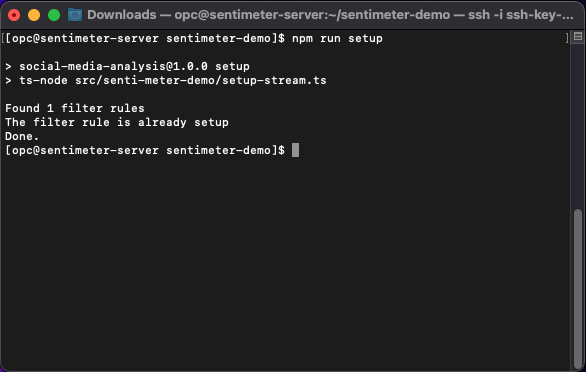 Downloads — opc@sentimeter-server:~/sentimeter-demo — ssh -i ssh-key-...
[[opc@sentimeter-server sentimeter-demo]$ npm run setup ]
> social-media-analysis@1.0.0 setup
> ts-node src/senti-meter-demo/setup-stream.ts
Found 1 filter rules
The filter rule is already setup
Done.
[opc@sentimeter-server sentimeter-demo]$